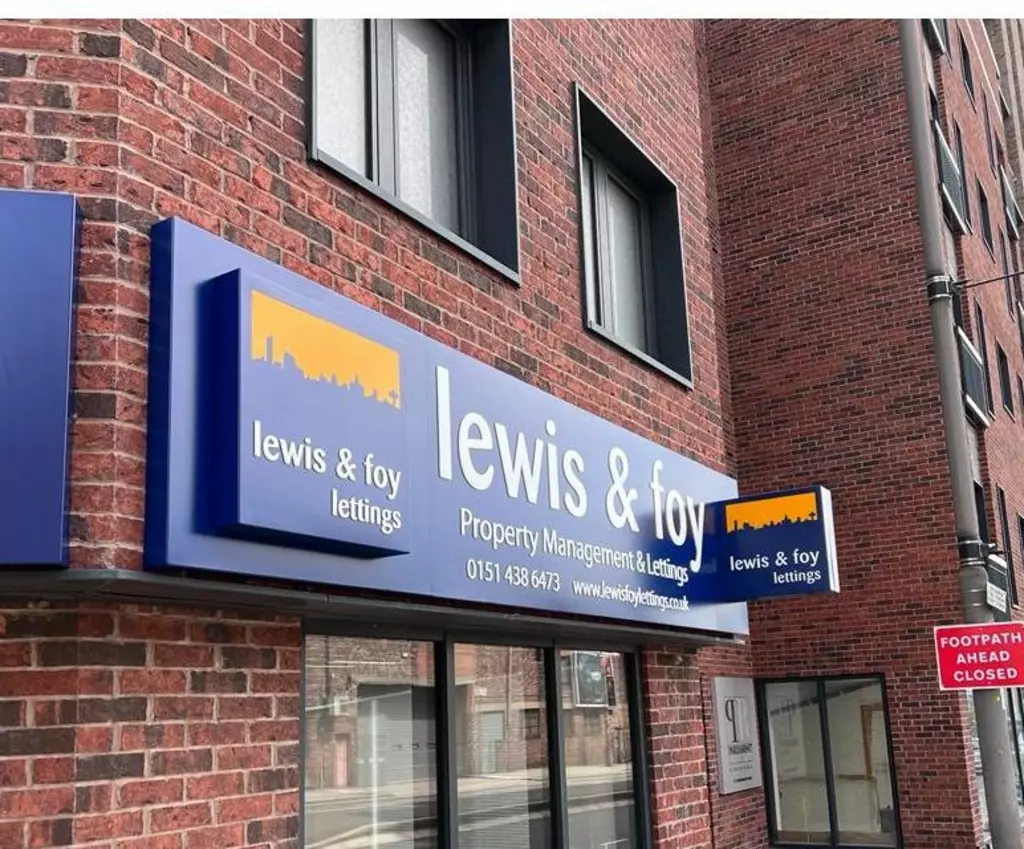 lewis & foy
lettings
lewis & foy
Property Management & Lettings
0151 438 6473 www.lewisfoylettings.co.uk
lewis & foy
lettings
FOOTPATH
AHEAD
CLOSED